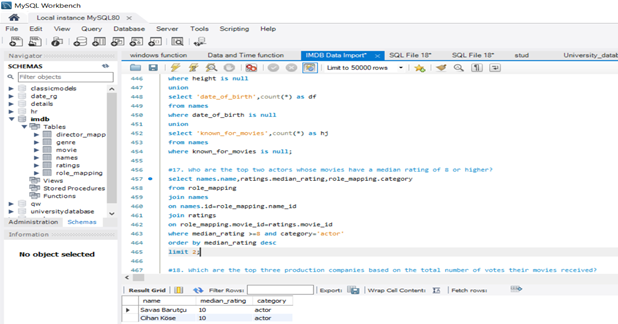 MySQL Workbench
Local instance MySQL80 ×
File Edit View Query Database Server Tools Scripting Help
Navigator
SCHEMAS
Filter objects
classicmodels
date_rg
details
hr
imdb
Tables
director_mapp
genre
movie
names
ratings
role_mapping
Views
Stored Procedures
Functions
qw
universitydatabase
Administration Schemas
Information
No object selected
windows function Data and Time function IMDB Data Import* × SQL File 18* SQL File 18* stud University_datab
Limit to 50000 rows
446 where height is null
447 union
448 select 'date_of_birth',count(*) as df
449 from names
450 where date_of_birth is null
451 union
452 select 'known_for_movies',count(*) as hj
453 from names
454 where known_for_movies is null;
455
456 #17. who are the top two actors whose movies have a median rating of 8 or higher?
457 select names.name,ratings.median_rating,role_mapping.category
458 from role_mapping
459 join names
460 on names.id=role_mapping.name_id
461 join ratings
462 on role_mapping.movie_id=ratings.movie_id
463 where median_rating >=8 and category='actor'
464 order by median_rating desc
465 limit 2;
466
467 #18. which are the top three production companies based on the total number of votes their movies received?
Result Grid Filter Rows: Export: Wrap Cell Content: Fetch rows:
name median_rating category
Savas Barutçu 10 actor
Cihan Köse 10 actor